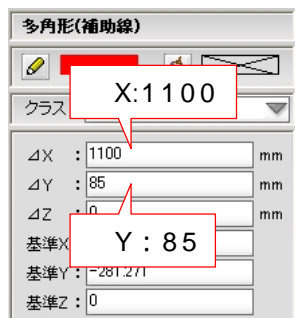 多角形(補助線)
X:1100
クラス
⊿X : 1100 mm
⊿Y : 85 mm
⊿Z : 0 mm
Y：85
基準X
基準Y : -281.271
基準Z : 0